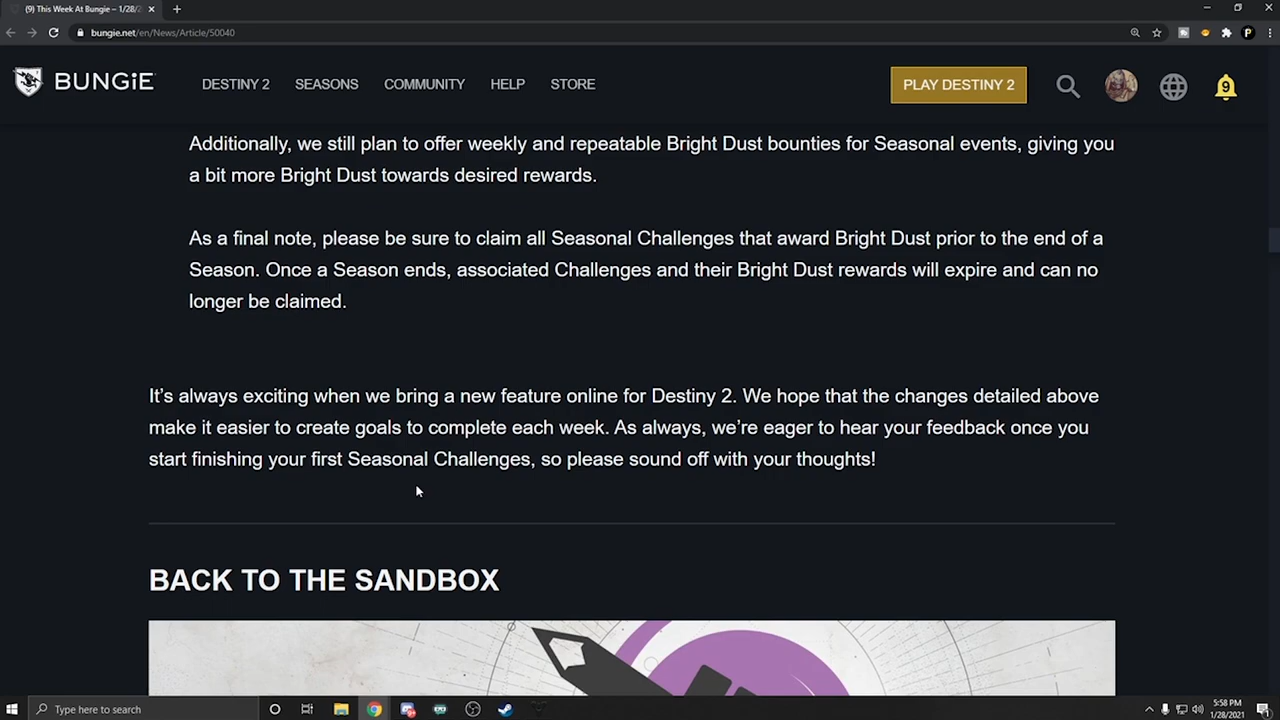 (9) This Week At Bungie – 1/28/2
bungie.net/en/News/Article/50040
BUNGiE
DESTINY 2
SEASONS
COMMUNITY
HELP
STORE
PLAY DESTINY 2
9
Additionally, we still plan to offer weekly and repeatable Bright Dust bounties for Seasonal events, giving you
a bit more Bright Dust towards desired rewards.
As a final note, please be sure to claim all Seasonal Challenges that award Bright Dust prior to the end of a
Season. Once a Season ends, associated Challenges and their Bright Dust rewards will expire and can no
longer be claimed.
It's always exciting when we bring a new feature online for Destiny 2. We hope that the changes detailed above
make it easier to create goals to complete each week. As always, we're eager to hear your feedback once you
start finishing your first Seasonal Challenges, so please sound off with your thoughts!
BACK TO THE SANDBOX
Type here to search
5:58 PM
1/28/2021